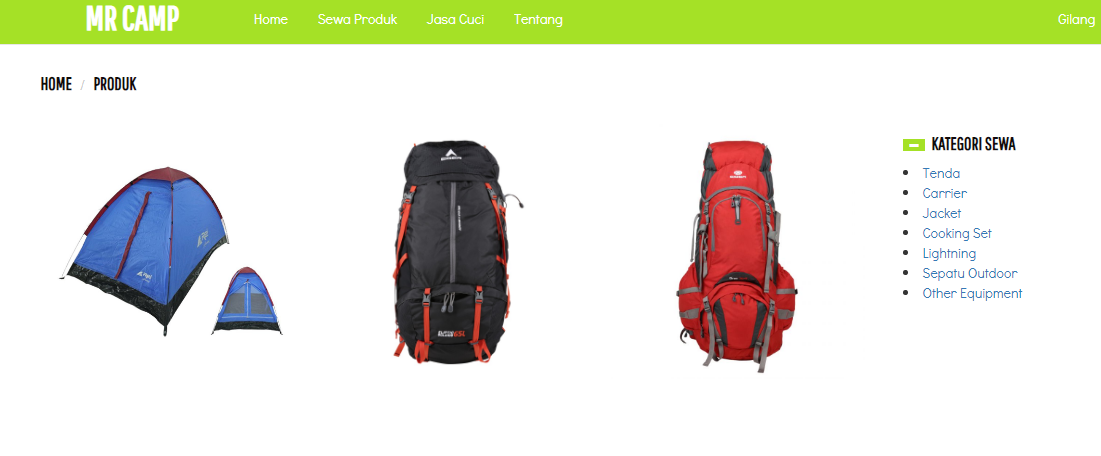 MR CAMP
Home Sewa Produk Jasa Cuci Tentang Gilang
HOME / PRODUK
KATEGORI SEWA
Tenda
Carrier
Jacket
Cooking Set
Lightning
Sepatu Outdoor
Other Equipment
65L